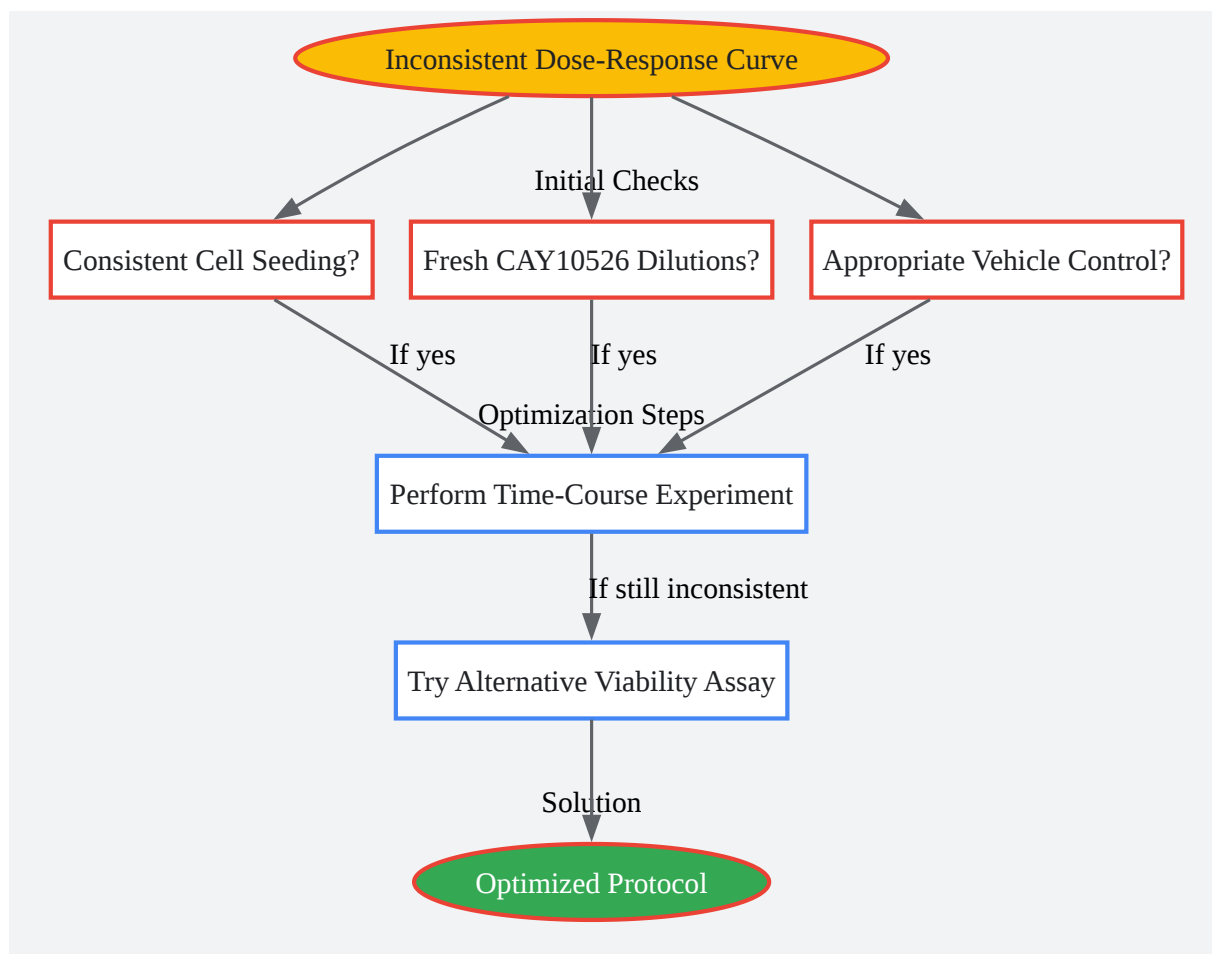 Inconsistent Dose-Response Curve
Initial Checks
Consistent Cell Seeding?
Fresh CAY10526 Dilutions?
Appropriate Vehicle Control?
If yes
If yes
If yes
Optimization Steps
Perform Time-Course Experiment
If still inconsistent
Try Alternative Viability Assay
Solution
Optimized Protocol